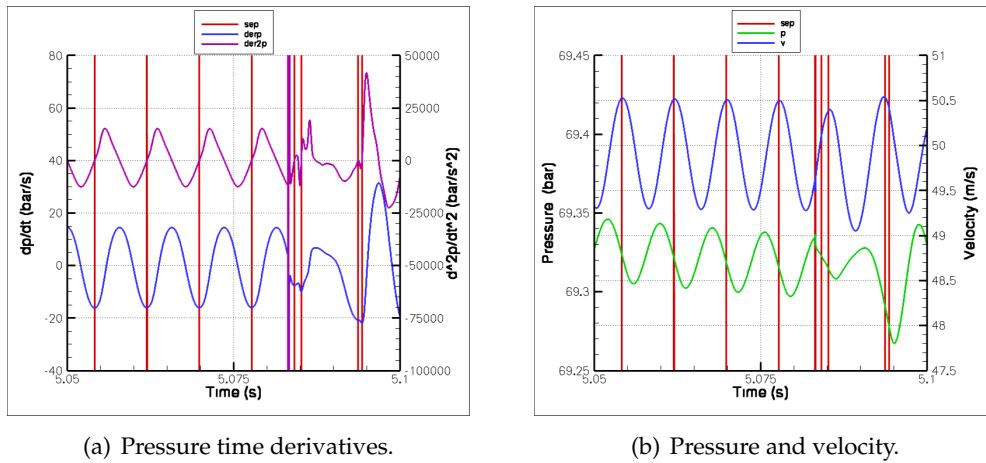 sep
derp
der2p
80
60
40
20
0
-20
-40
dp/dt (bar/s)
50000
25000
0
-25000
-50000
-75000
-100000
d^2p/dt^2 (bar/s^2)
5.05
5.075
5.1
Time (s)
(a) Pressure time derivatives.
sep
p
v
69.45
69.4
69.35
69.3
69.25
Pressure (bar)
51
50.5
50
49.5
49
48.5
48
47.5
Velocity (m/s)
5.05
5.075
5.1
Time (s)
(b) Pressure and velocity.